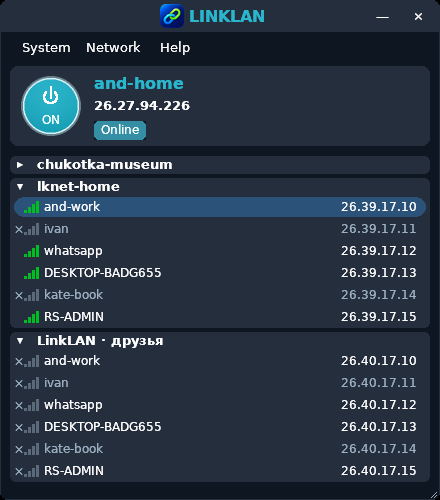 LINKLAN
System Network Help
and-home
26.27.94.226
ON
Online
chukotka-museum
lknet-home
and-work 26.39.17.10
ivan 26.39.17.11
whatsapp 26.39.17.12
DESKTOP-BADG655 26.39.17.13
kate-book 26.39.17.14
RS-ADMIN 26.39.17.15
LinkLAN · друзья
and-work 26.40.17.10
ivan 26.40.17.11
whatsapp 26.40.17.12
DESKTOP-BADG655 26.40.17.13
kate-book 26.40.17.14
RS-ADMIN 26.40.17.15